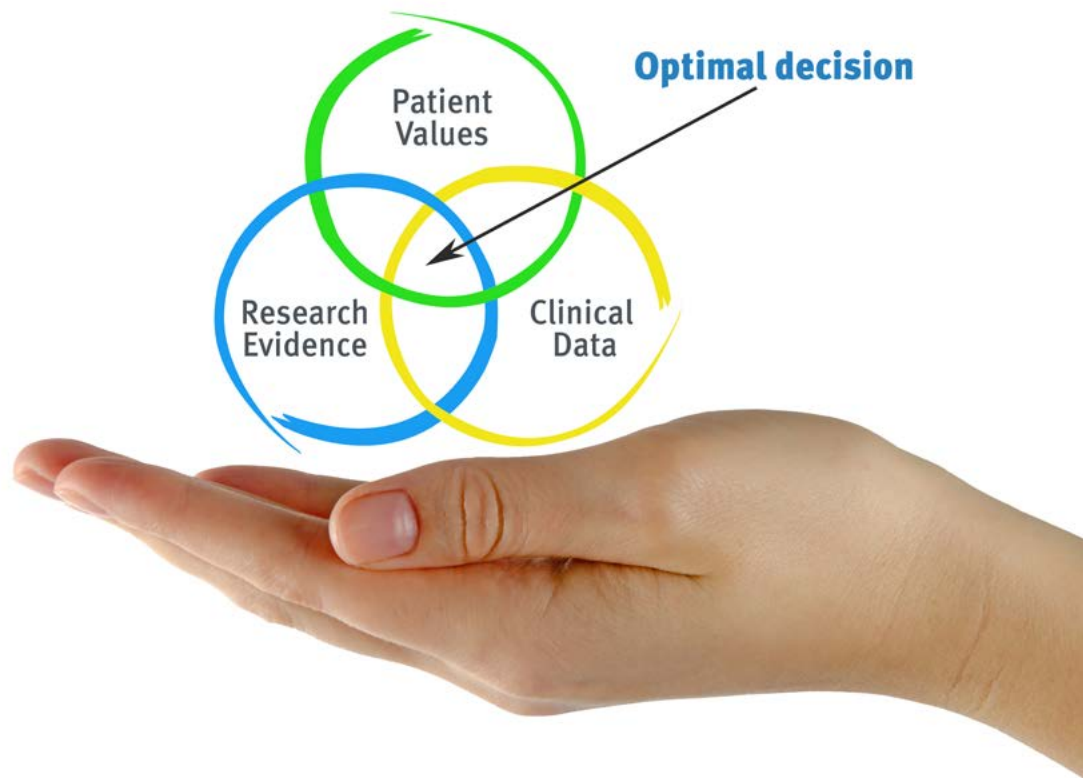 Patient
Values
Optimal decision
Research
Evidence
Clinical
Data